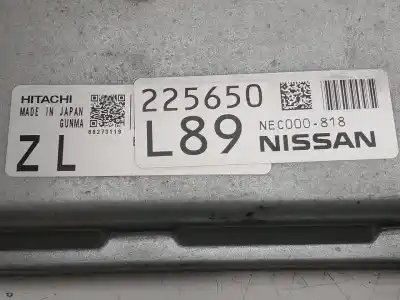 HITACHI
MADE IN JAPAN
GUNMA
88273119
ZL
225650
L89
NEC000-818
NISSAN